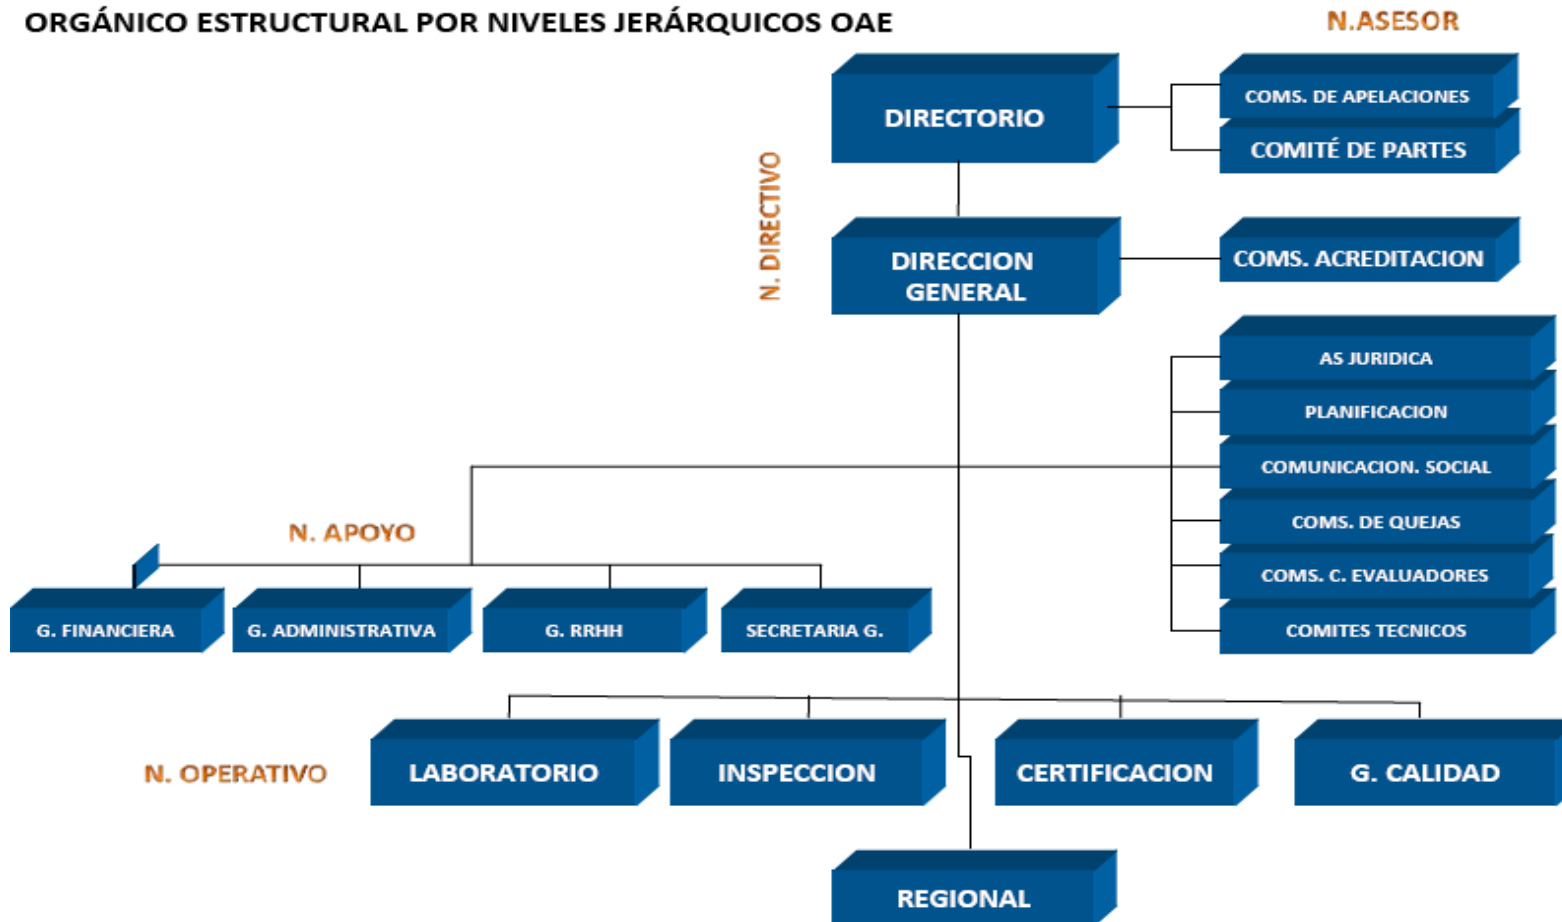 ORGÁNICO ESTRUCTURAL POR NIVELES JERÁRQUICOS OAE
N.ASESOR
DIRECTORIO
COMS. DE APELACIONES
COMITÉ DE PARTES
N. DIRECTIVO
DIRECCION
GENERAL
COMS. ACREDITACION
AS JURIDICA
PLANIFICACION
COMUNICACION. SOCIAL
COMS. DE QUEJAS
COMS. C. EVALUADORES
COMITES TECNICOS
N. APOYO
G. FINANCIERA
G. ADMINISTRATIVA
G. RRHH
SECRETARIA G.
N. OPERATIVO
LABORATORIO
INSPECCION
CERTIFICACION
G. CALIDAD
REGIONAL